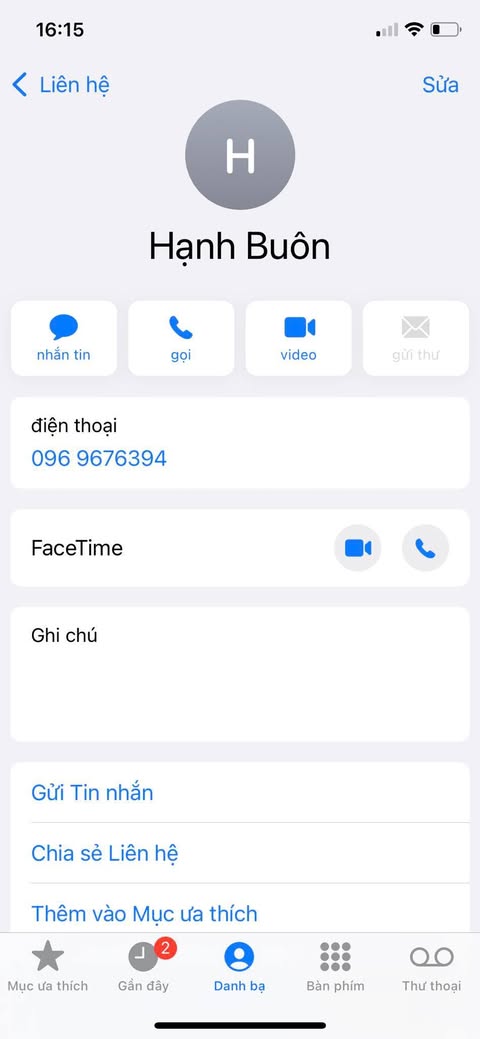 16:15
Liên hệ
Sửa
H
Hạnh Buôn
nhắn tin
gọi
video
gửi thư
điện thoại
096 9676394
FaceTime
Ghi chú
Gửi Tin nhắn
Chia sẻ Liên hệ
Thêm vào Mục ưa thích
2
Mục ưa thích
Gần đây
Danh bạ
Bàn phím
Thư thoại